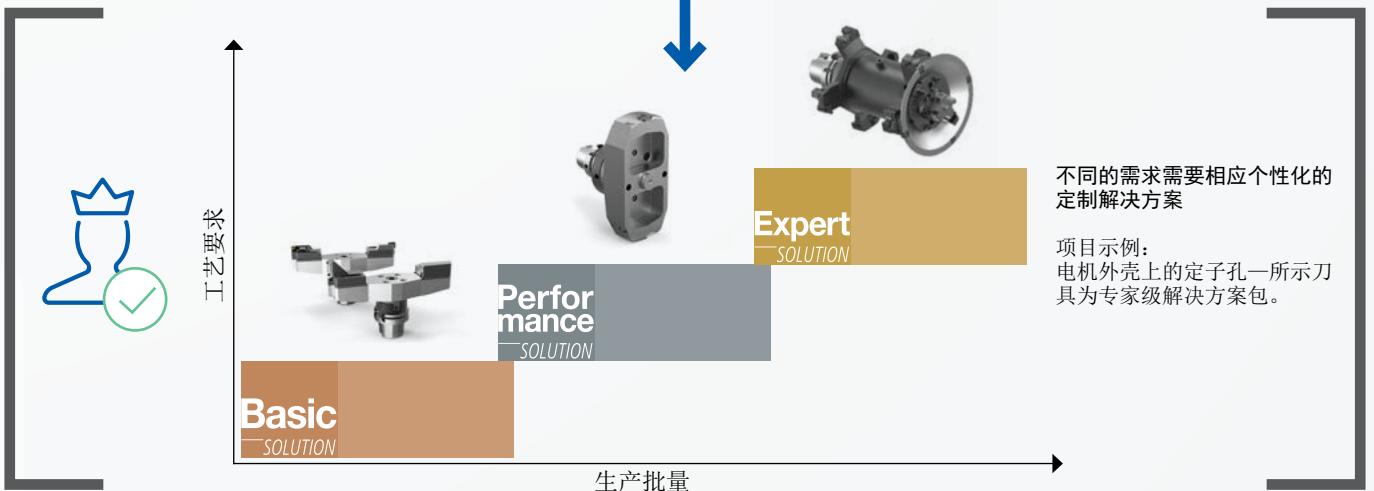 工艺要求
Expert
SOLUTION
Perfor
mance
SOLUTION
Basic
SOLUTION
生产批量
不同的需求需要相应个性化的
定制解决方案
项目示例：
电机外壳上的定子孔—所示刀
具为专家级解决方案包。